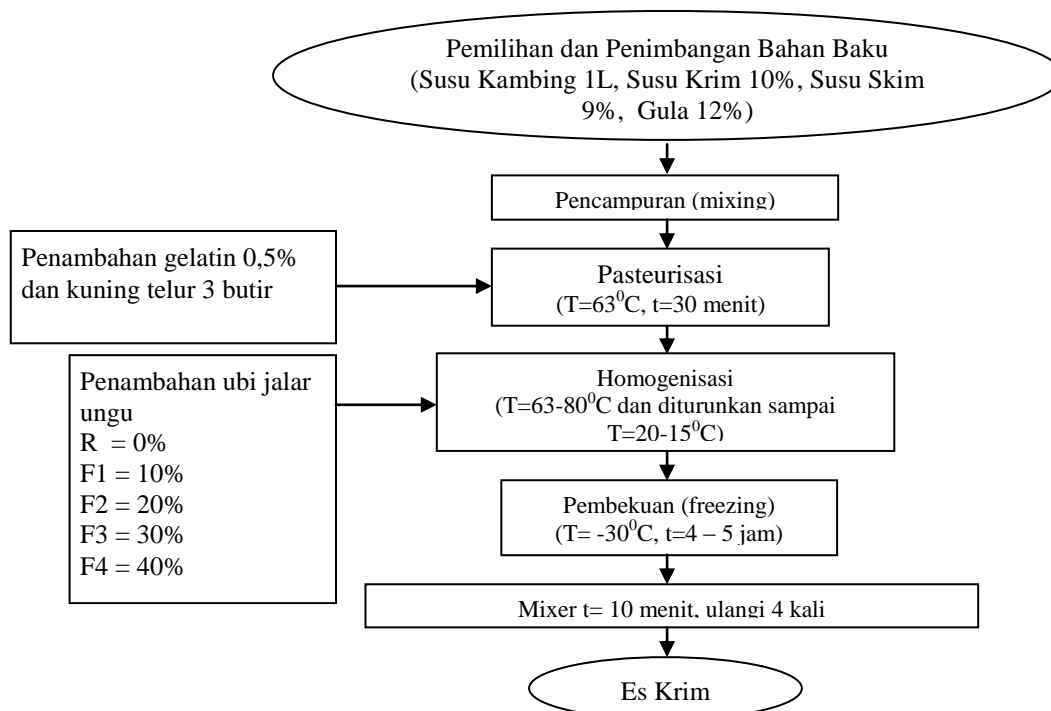 Pemilihan dan Penimbangan Bahan Baku
(Susu Kambing 1L, Susu Krim 10%, Susu Skim
9%, Gula 12%)
Pencampuran (mixing)
Penambahan gelatin 0,5%
dan kuning telur 3 butir
Pasteurisasi
(T=63⁰C, t=30 menit)
Penambahan ubi jalar
ungu
R = 0%
F1 = 10%
F2 = 20%
F3 = 30%
F4 = 40%
Homogenisasi
(T=63-80⁰C dan diturunkan sampai
T=20-15⁰C)
Pembekuan (freezing)
(T= -30⁰C, t=4 – 5 jam)
Mixer t= 10 menit, ulangi 4 kali
Es Krim